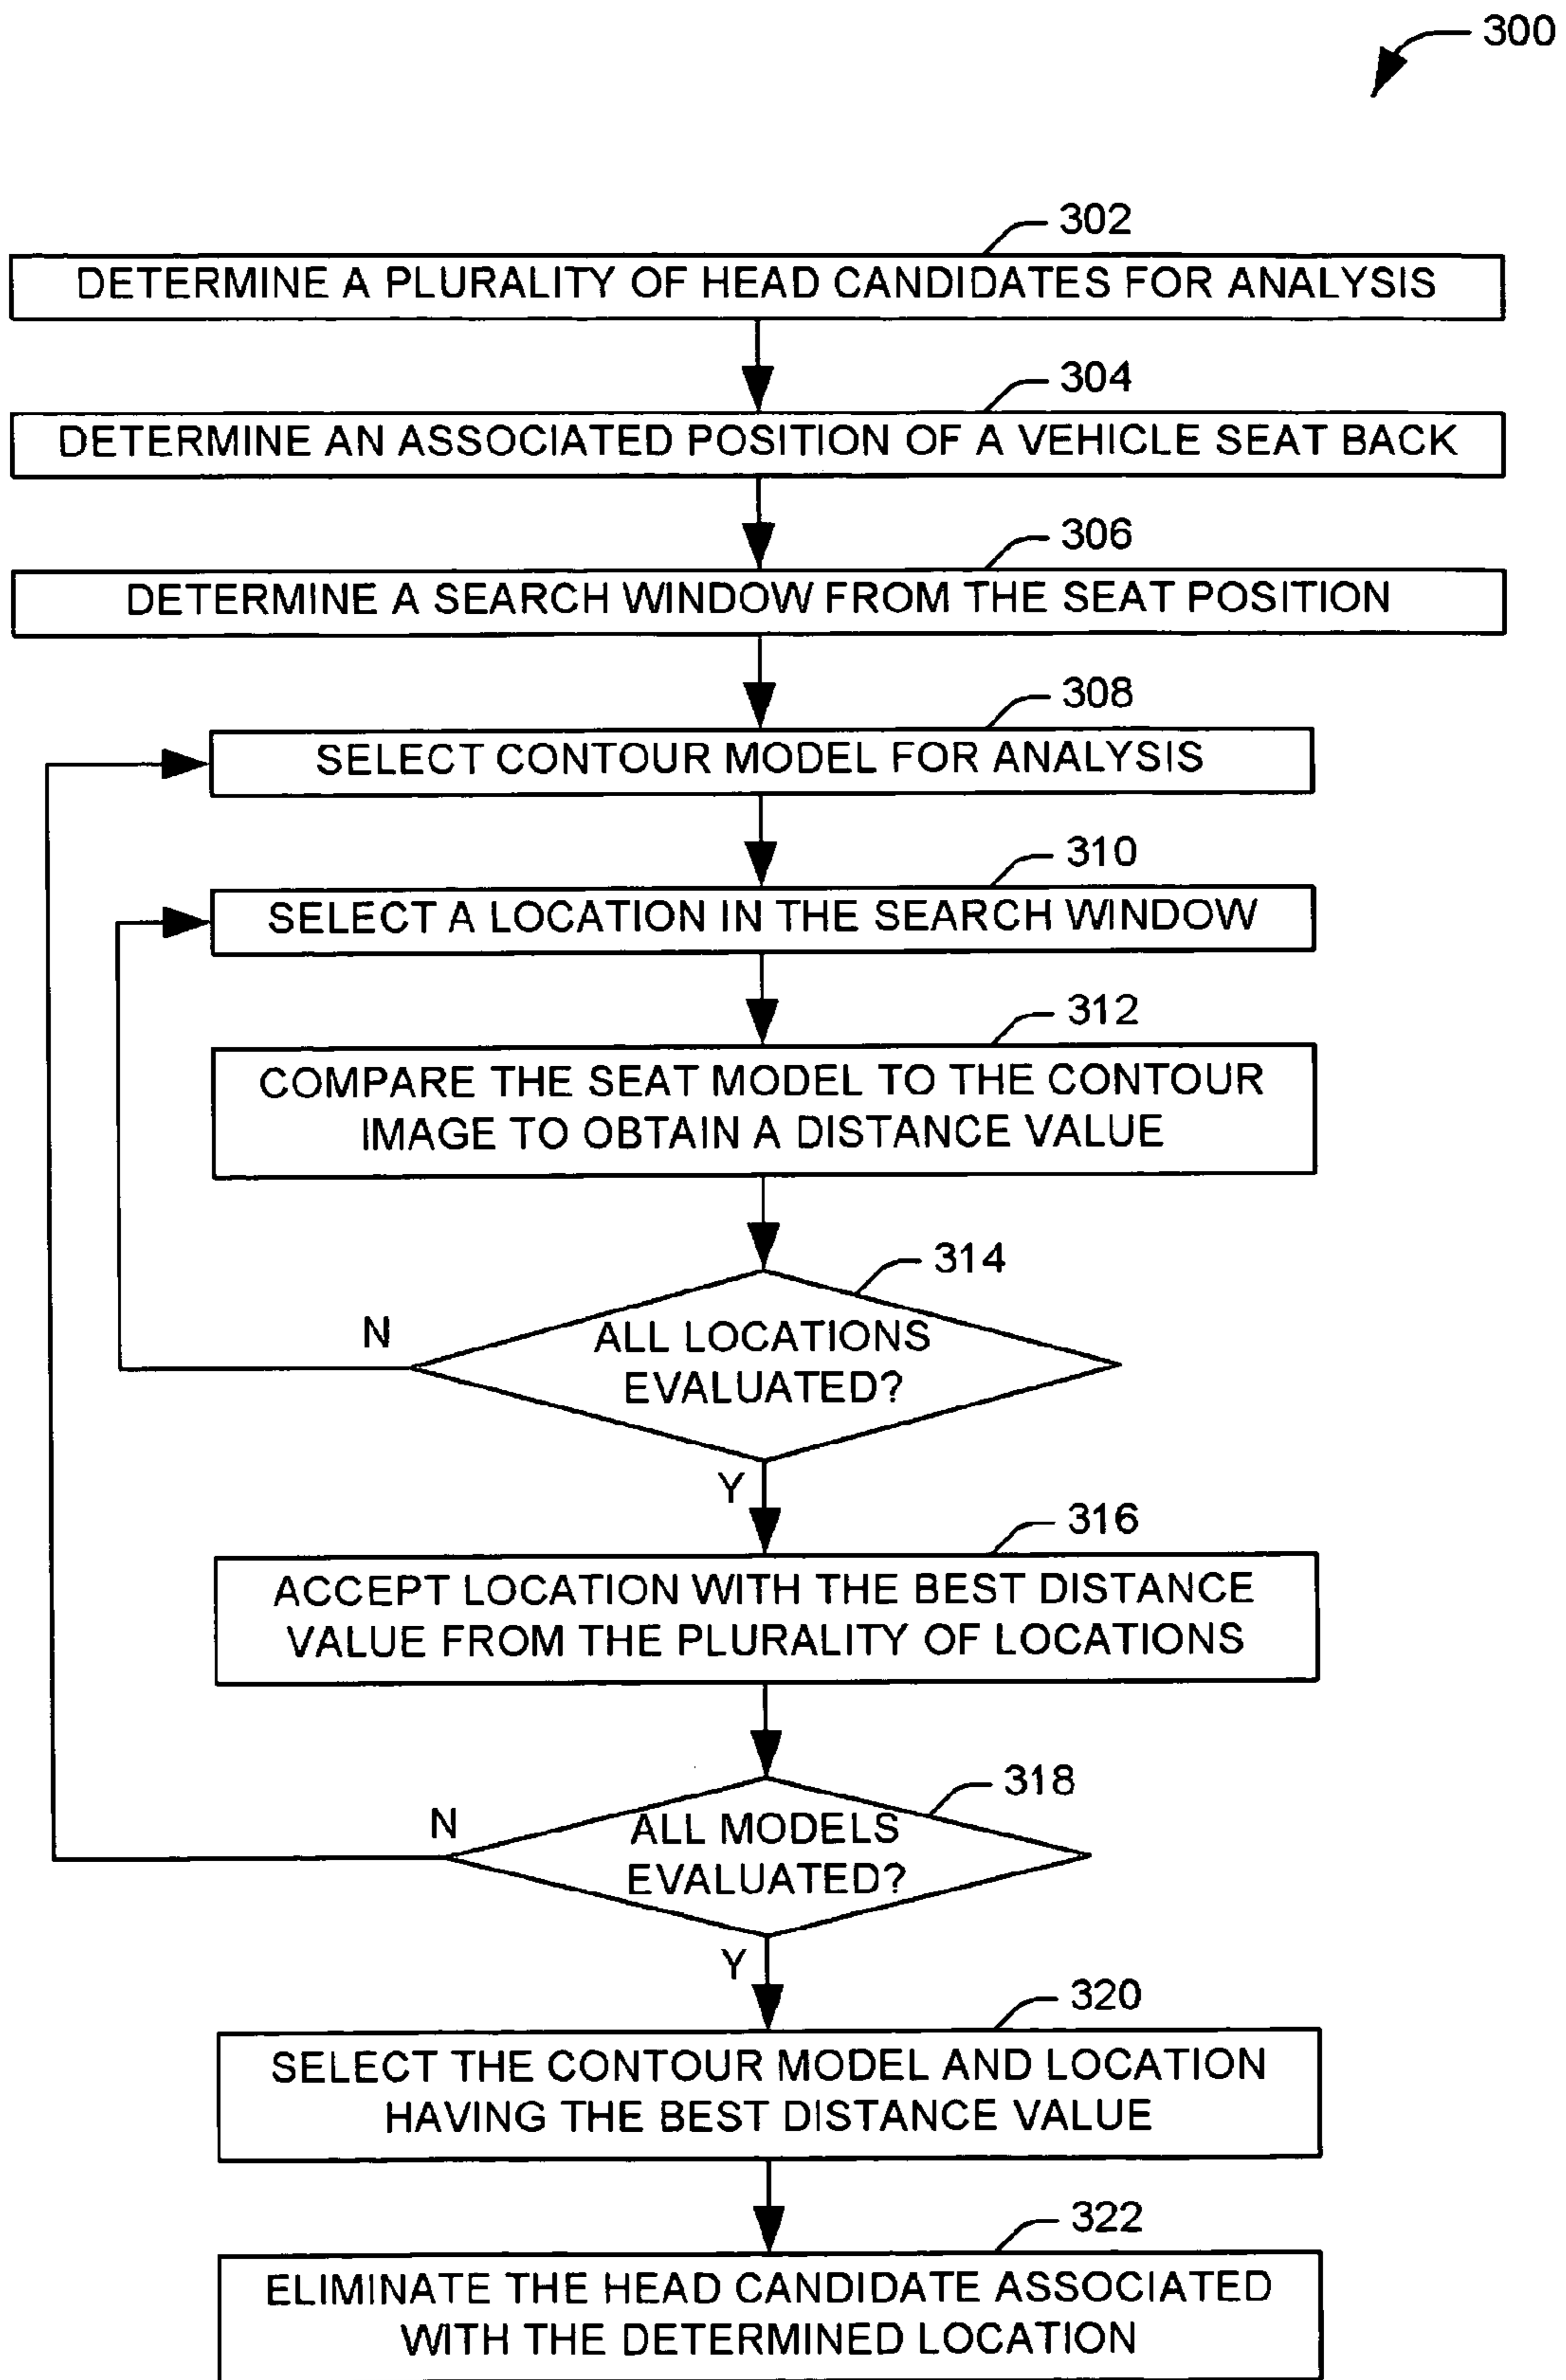 300
302
DETERMINE A PLURALITY OF HEAD CANDIDATES FOR ANALYSIS
304
DETERMINE AN ASSOCIATED POSITION OF A VEHICLE SEAT BACK
306
DETERMINE A SEARCH WINDOW FROM THE SEAT POSITION
308
SELECT CONTOUR MODEL FOR ANALYSIS
310
SELECT A LOCATION IN THE SEARCH WINDOW
312
COMPARE THE SEAT MODEL TO THE CONTOUR
IMAGE TO OBTAIN A DISTANCE VALUE
314
N
ALL LOCATIONS
EVALUATED?
Y
316
ACCEPT LOCATION WITH THE BEST DISTANCE
VALUE FROM THE PLURALITY OF LOCATIONS
318
N
ALL MODELS
EVALUATED?
Y
320
SELECT THE CONTOUR MODEL AND LOCATION
HAVING THE BEST DISTANCE VALUE
322
ELIMINATE THE HEAD CANDIDATE ASSOCIATED
WITH THE DETERMINED LOCATION